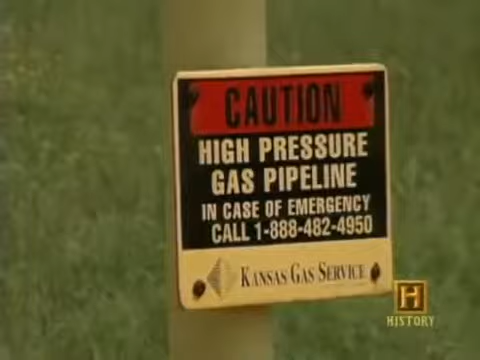 CAUTION
HIGH PRESSURE
GAS PIPELINE
IN CASE OF EMERGENCY
CALL 1-888-482-4950
KANSAS GAS SERVICE
H
HISTORY